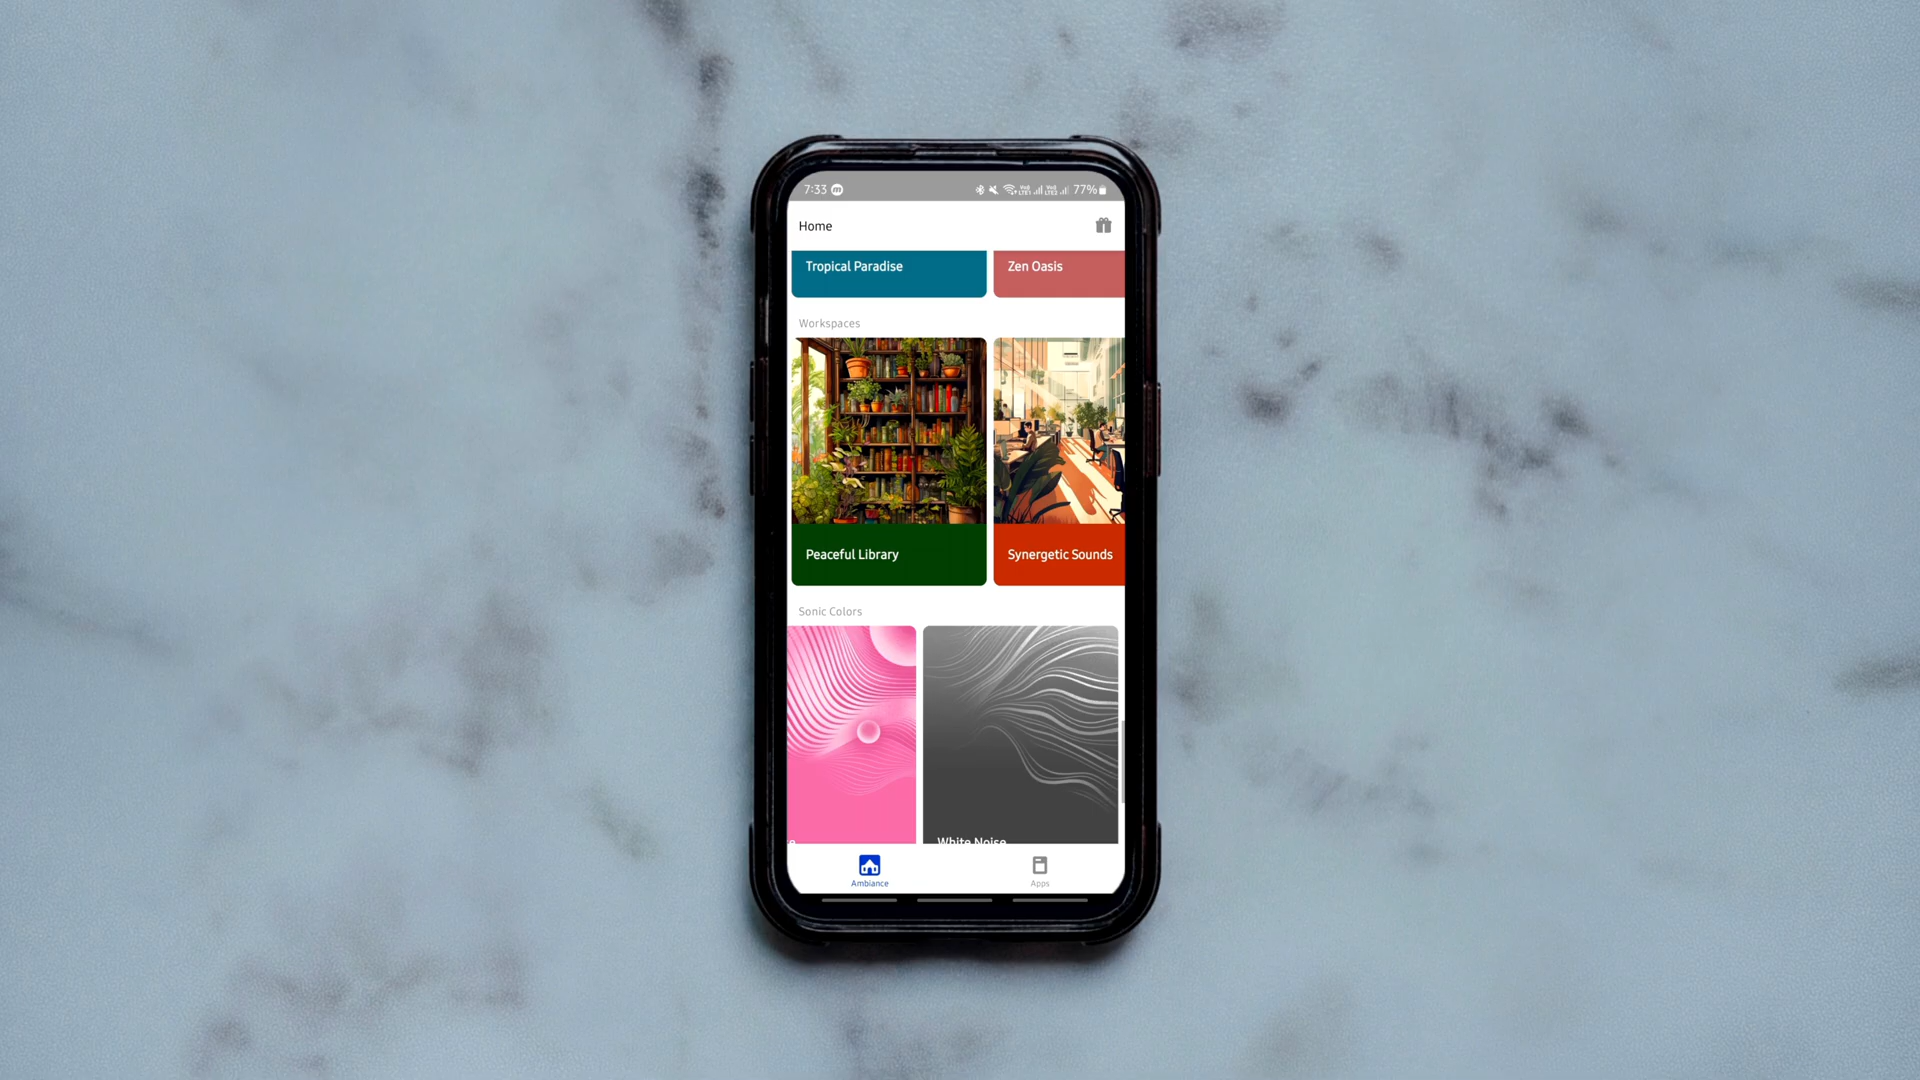 7:33
77%
Home
Tropical Paradise
Zen Oasis
Workspaces
Peaceful Library
Synergetic Sounds
Sonic Colors
White Noise
Ambiance
Apps